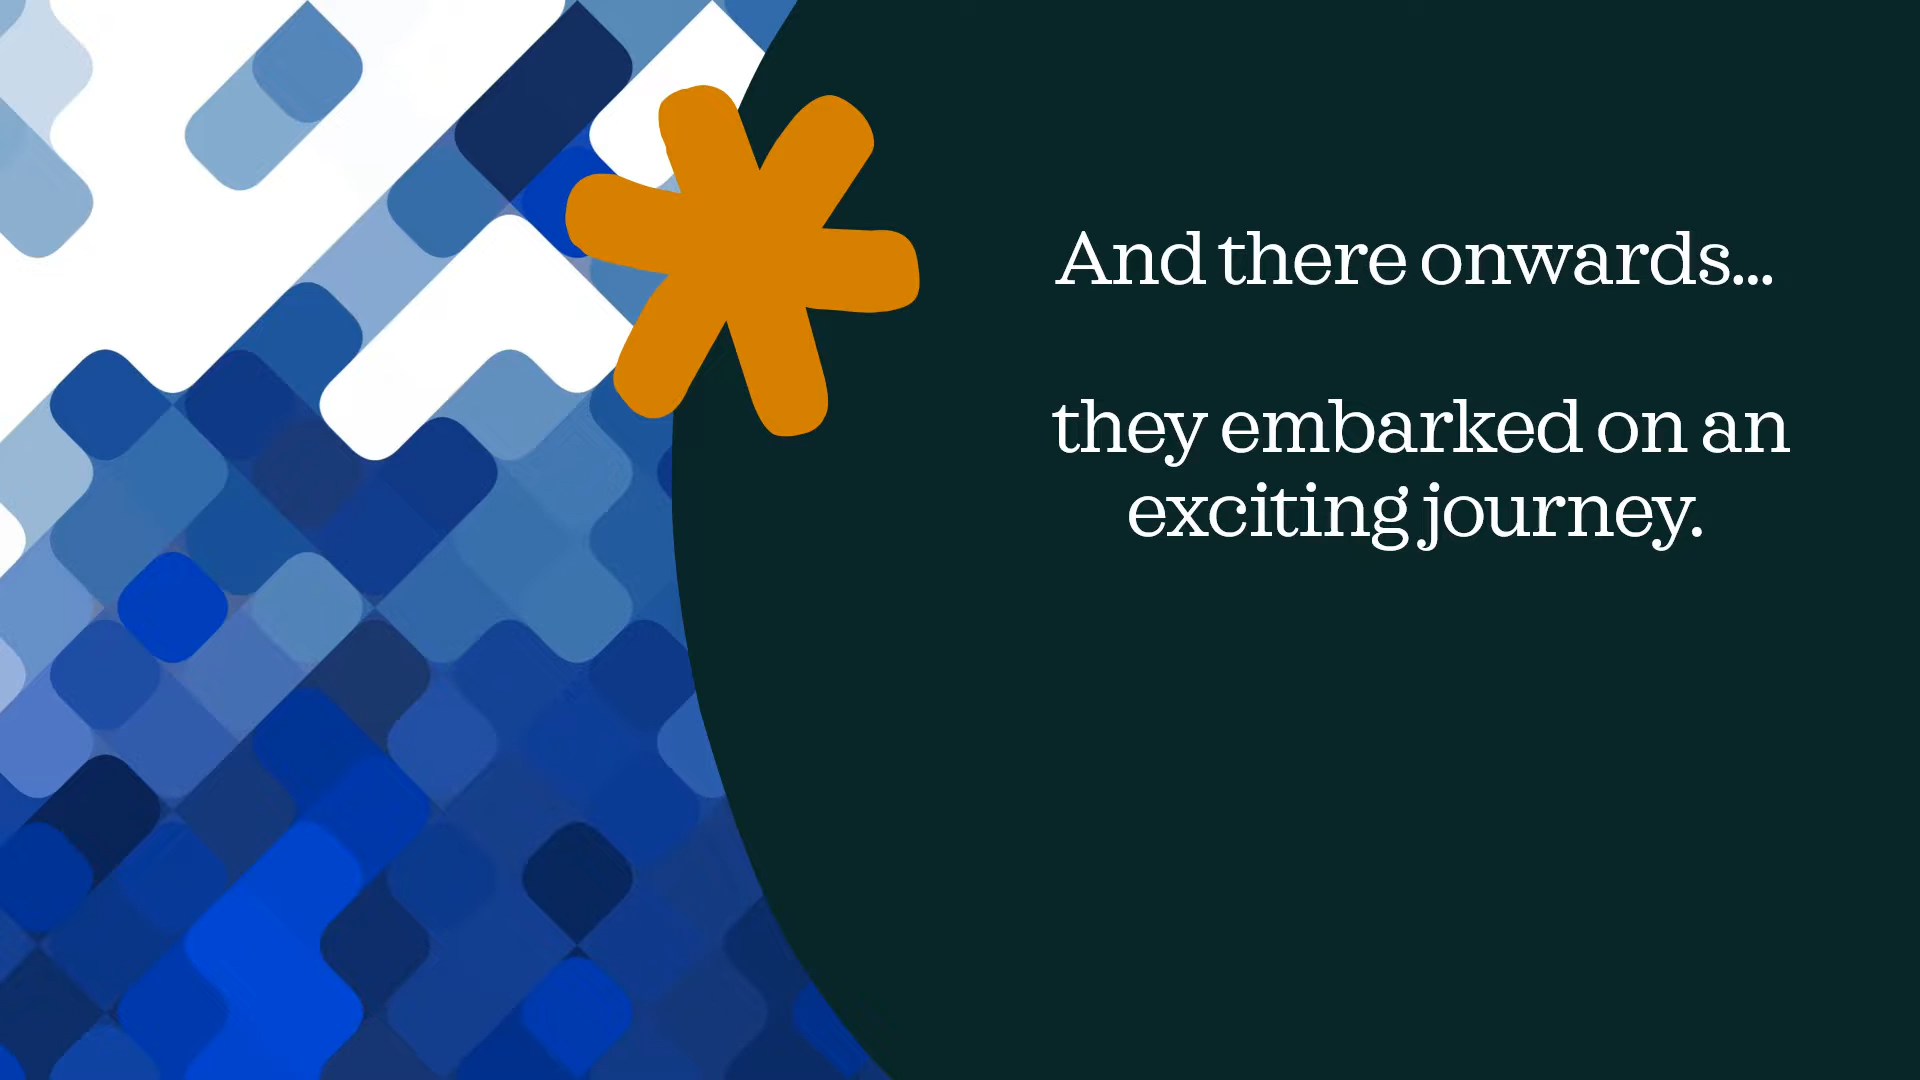 And there onwards...
they embarked on an
exciting journey.